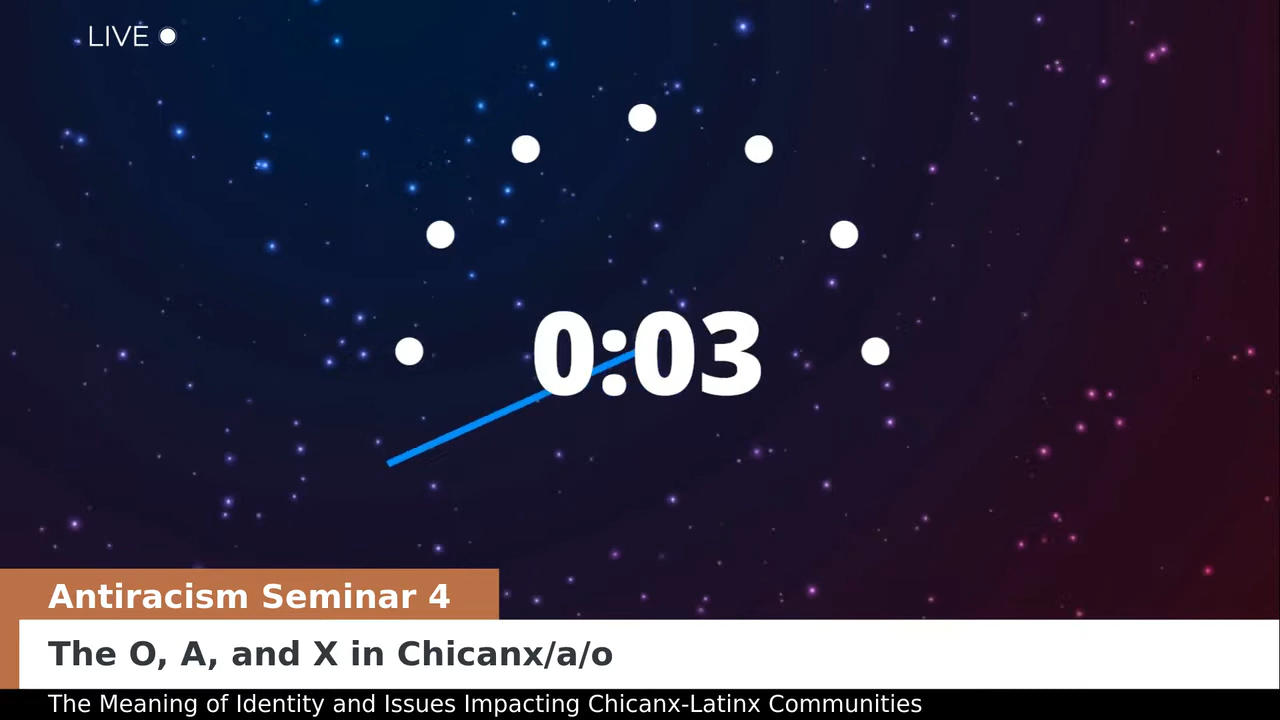 LIVE
0:03
Antiracism Seminar 4
The O, A, and X in Chicanx/a/o
The Meaning of Identity and Issues Impacting Chicanx-Latinx Communities